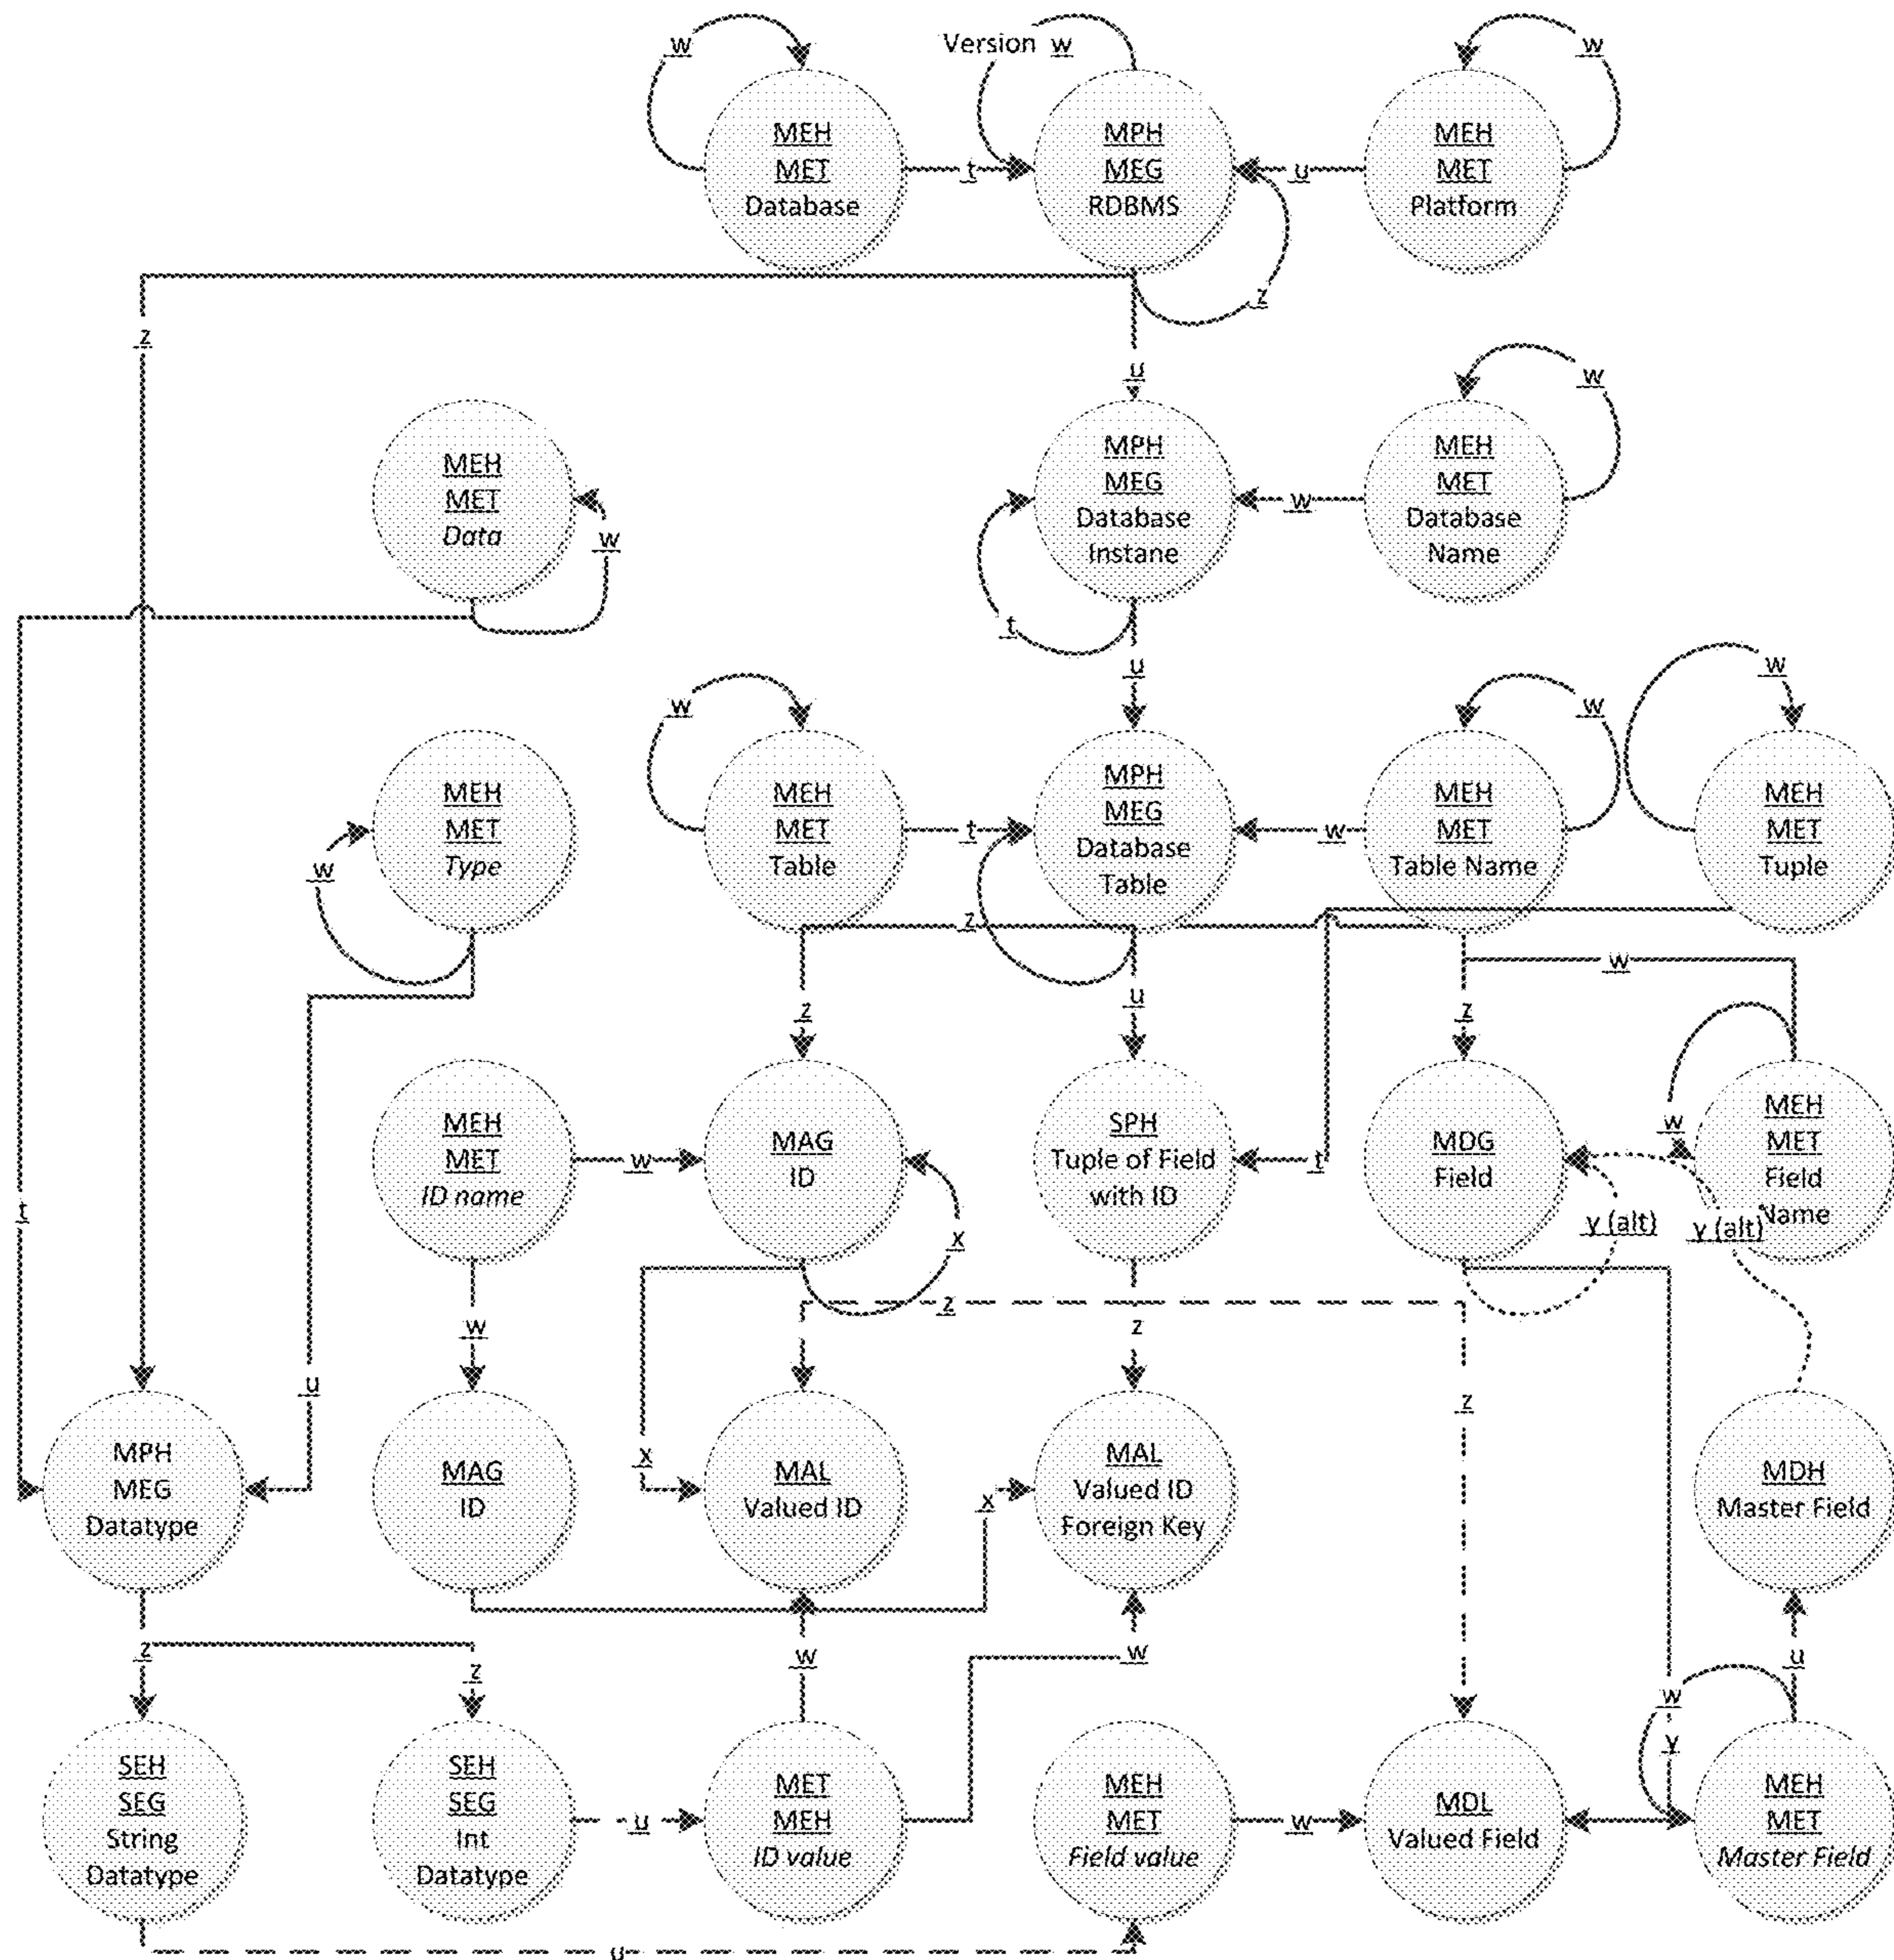 w
Version w
w
MEH
MET
Database
t
MPH
MEG
RDBMS
u
MEH
MET
Platform
z
z
u
w
MEH
MET
Data
w
MPH
MEG
Database
Instane
w
MEH
MET
Database
Name
t
u
w
w
w
MEH
MET
Type
w
MEH
MET
Table
t
MPH
MEG
Database
Table
w
MEH
MET
Table Name
MEH
MET
Tuple
z
w
z
u
z
MEH
MET
ID name
w
MAG
ID
SPH
Tuple of Field
with ID
t
MDG
Field
w
MEH
MET
Field
Name
t
x
y (alt)
y (alt)
z
w
z
u
z
MPH
MEG
Datatype
MAG
ID
x
MAL
Valued ID
x
MAL
Valued ID
Foreign Key
MDH
Master Field
z
z
w
w
u
w
y
SEH
SEG
String
Datatype
SEH
SEG
Int
Datatype
u
MET
MEH
ID value
MEH
MET
Field value
w
MDL
Valued Field
MEH
MET
Master Field
u